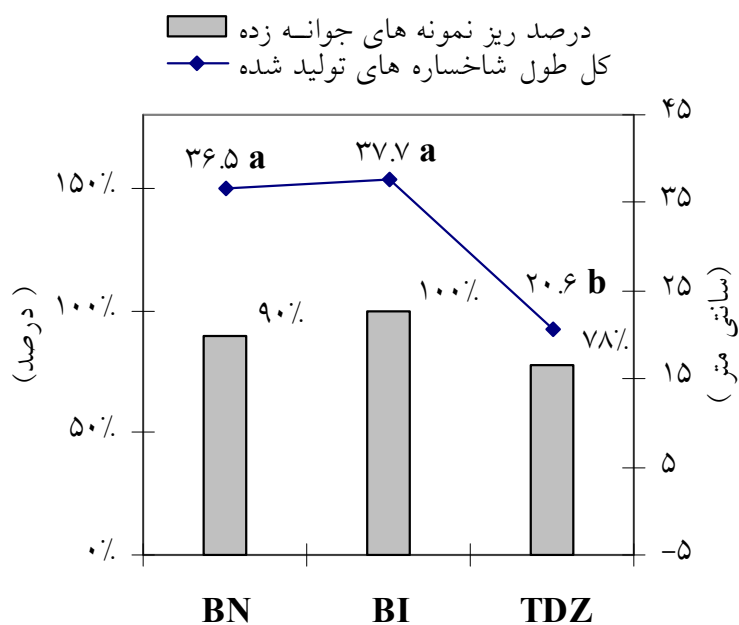 درصد ریز نمونه های جوانـه زده
کل طول شاخساره های تولید شده
۰٪
۵۰٪
۱۰۰٪
۱۵۰٪
(درصد)
۳۶.۵ a
۳۷.۷ a
۲۰.۶ b
۹۰٪
۱۰۰٪
۷۸٪
۴۵
۳۵
۲۵
۱۵
۵
-۵
(سانتی متر)
BN BI TDZ